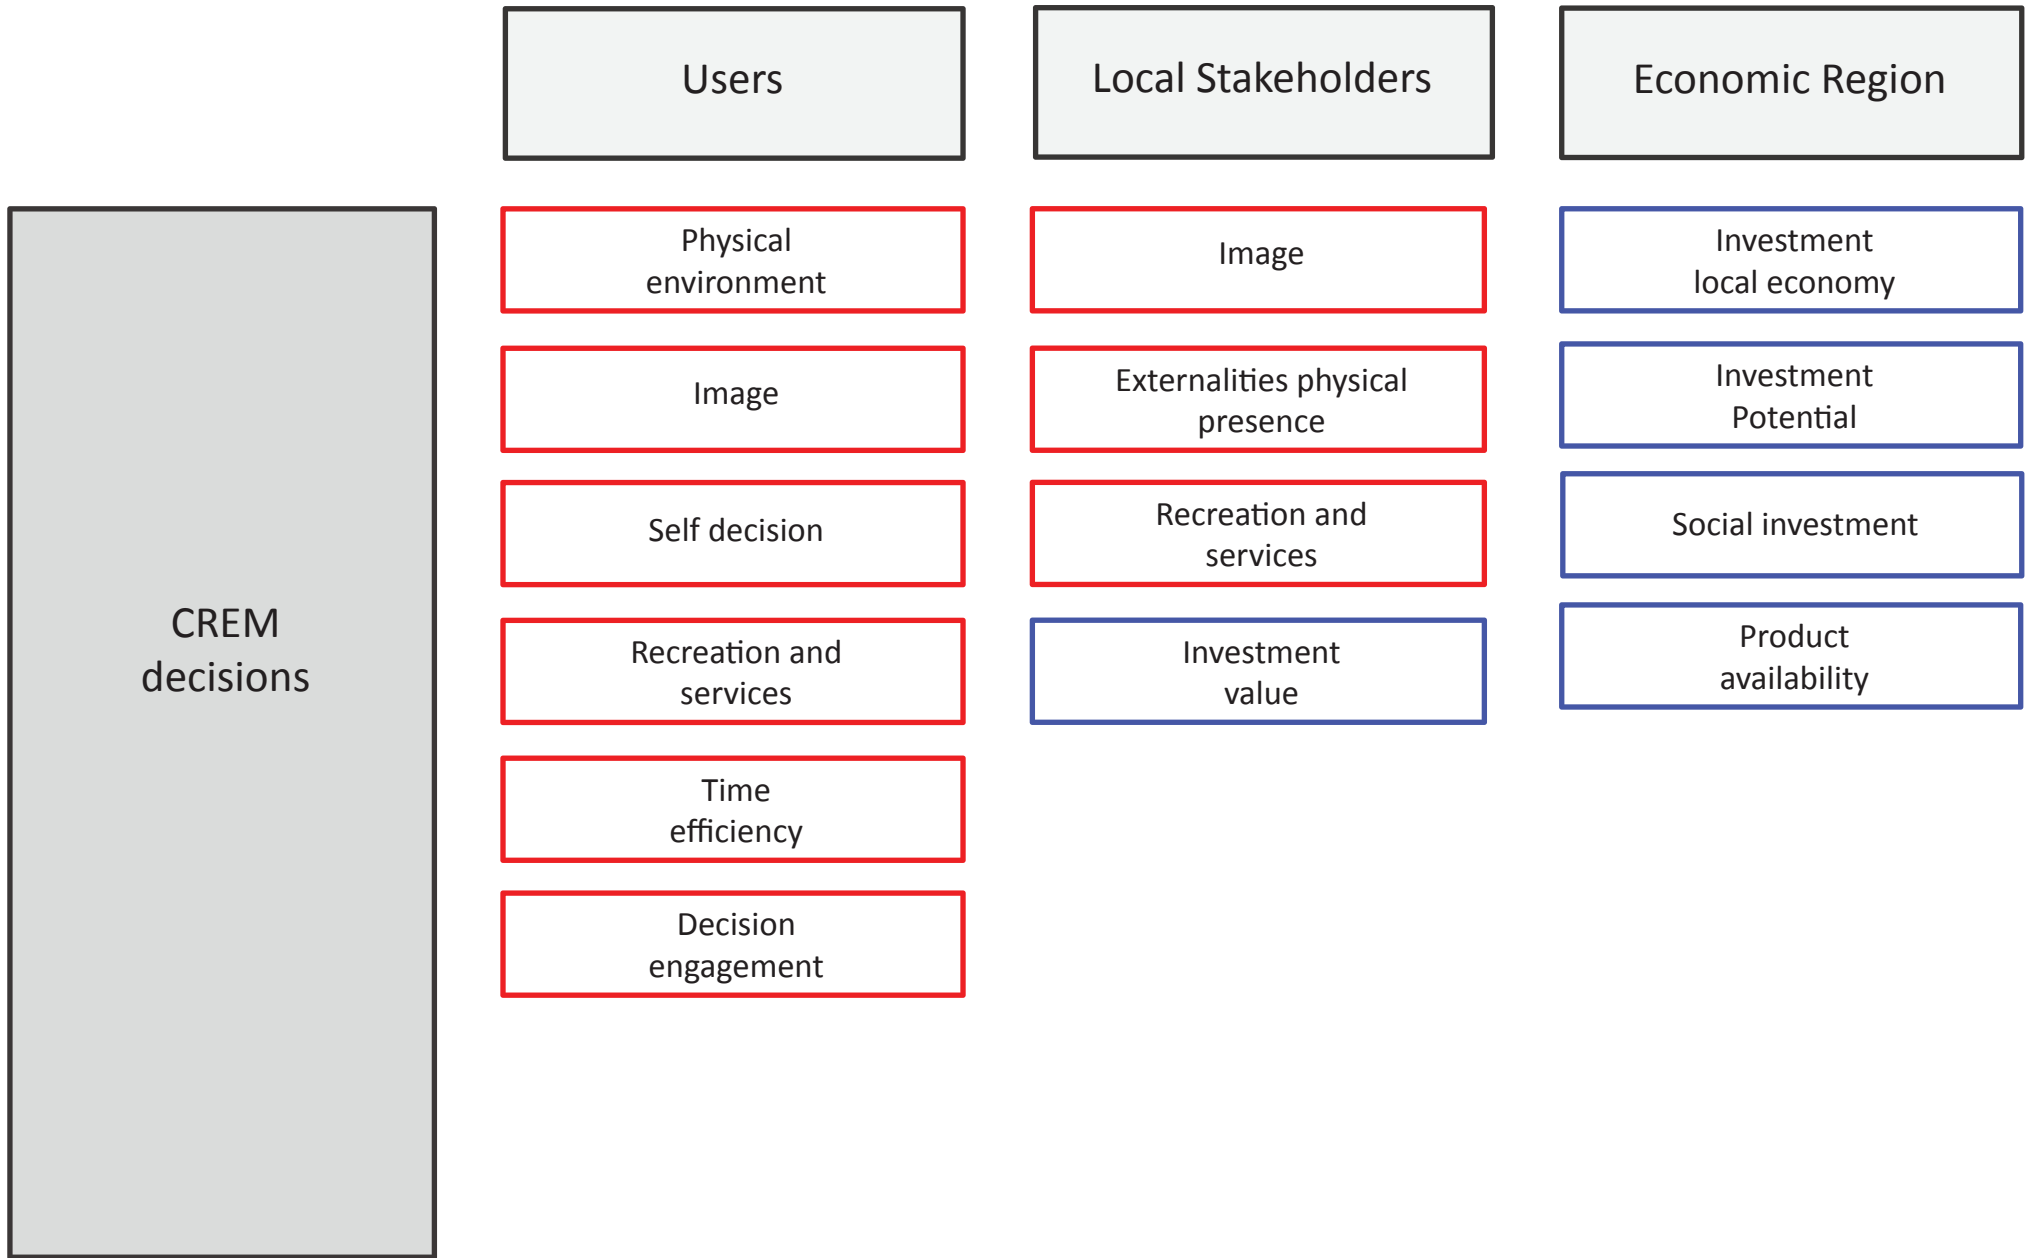 Users
Local Stakeholders
Economic Region
CREM
decisions
Physical
environment
Image
Self decision
Recreation and
services
Time
efficiency
Decision
engagement
Image
Externalities physical
presence
Recreation and
services
Investment
value
Investment
local economy
Investment
Potential
Social investment
Product
availability